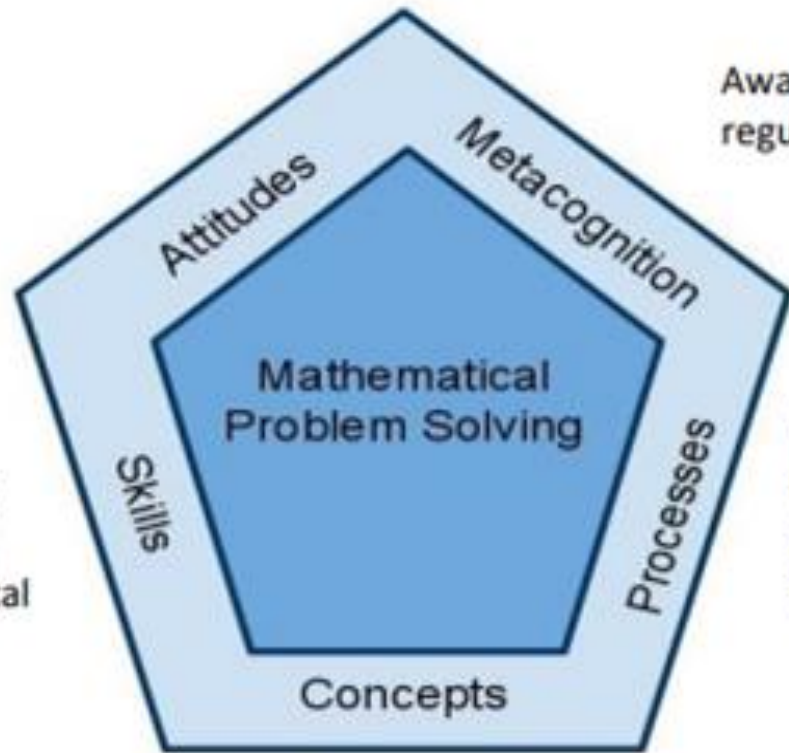 Attitudes
Metacognition
Mathematical
Problem Solving
Skills
Processes
Concepts